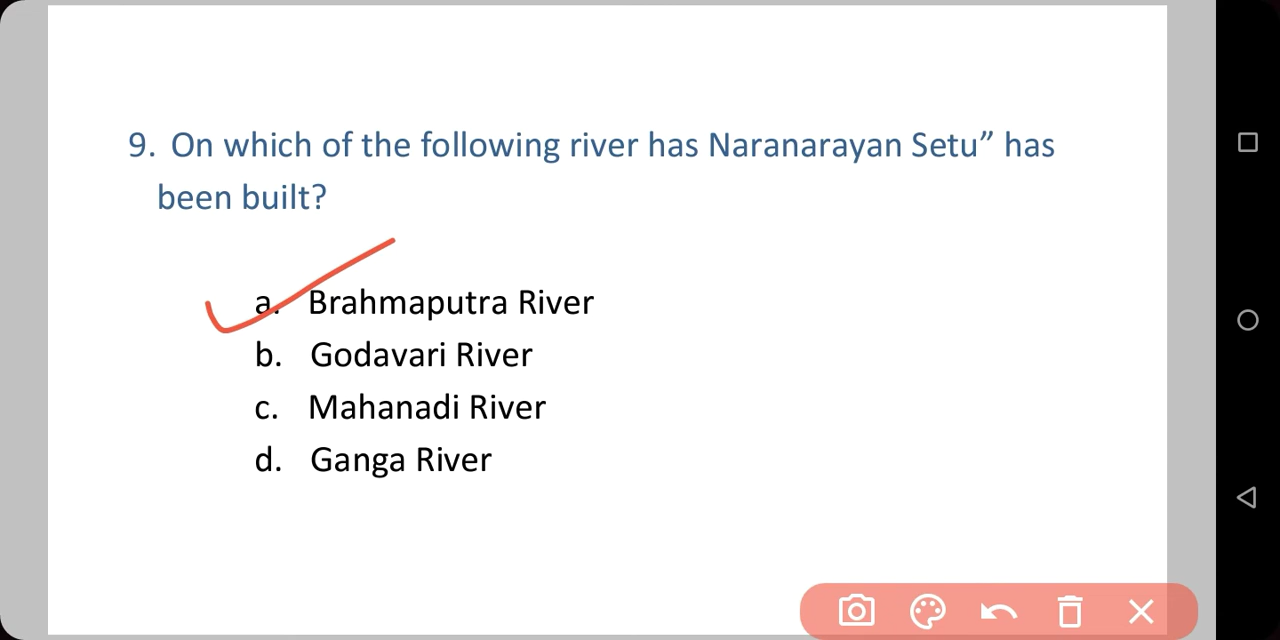 9. On which of the following river has Naranarayan Setu” has
been built?
a. Brahmaputra River
b. Godavari River
c. Mahanadi River
d. Ganga River